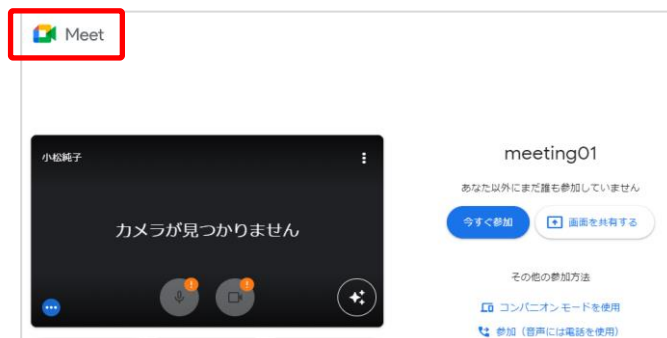 Meet
小松純子
カメラが見つかりません
meeting01
あなた以外にまだ誰も参加していません
今すぐ参加
画面を共有する
その他の参加方法
コンパニオン モードを使用
参加（音声には電話を使用）